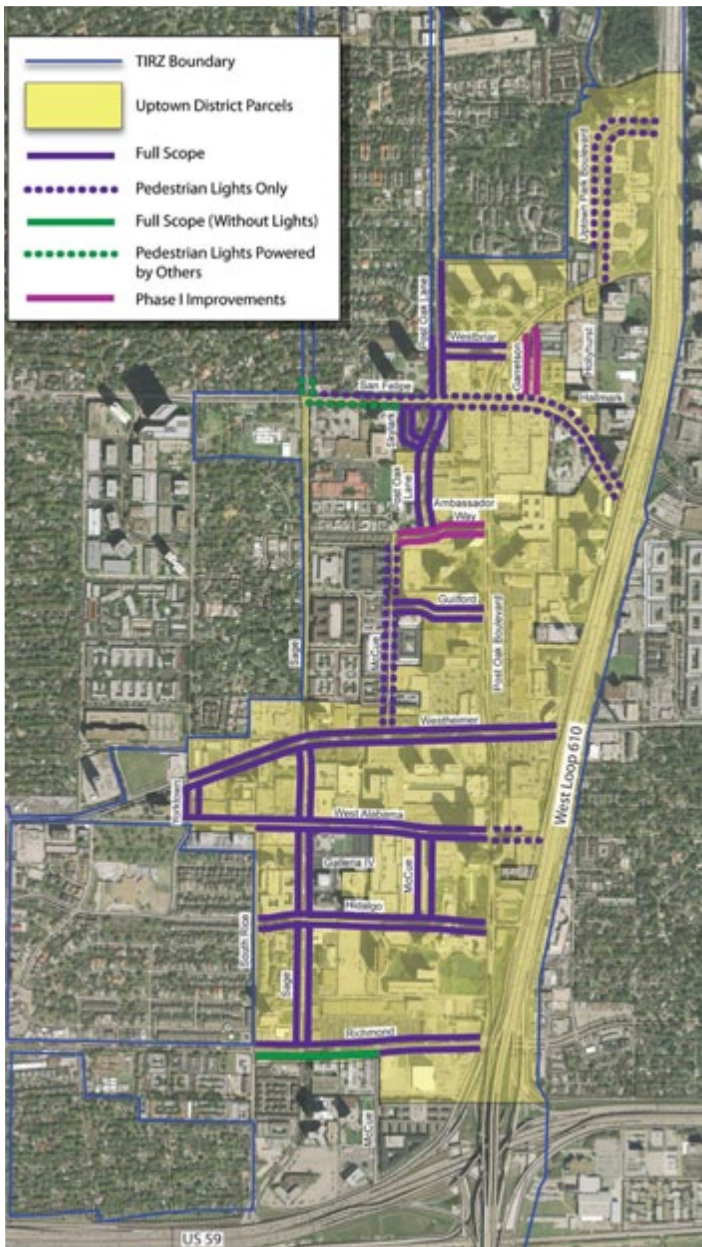 TIRZ Boundary
Uptown District Parcels
Full Scope
Pedestrian Lights Only
Full Scope (Without Lights)
Pedestrian Lights Powered
by Others
Phase I Improvements
Uptown Park Boulevard
Post Oak Lane
Westbriar
Garretson
Hollyhurst
San Felipe
Hallmark
Skylark
Post Oak
Lane
Ambassador
Way
Guilford
McCue
Sage
Post Oak Boulevard
Westheimer
West Loop 610
Yorktown
West Alabama
Galleria IV
McCue
Hidalgo
South Rice
Sage
Richmond
McCue
US 59